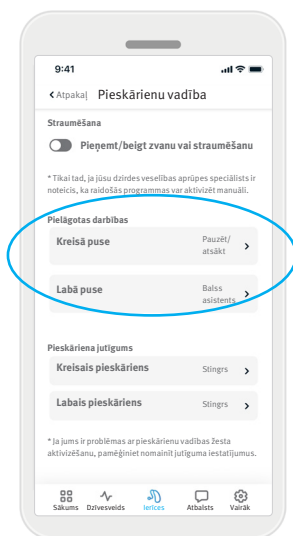 9:41
Atpakaļ Pieskārienu vadība
Straumēšana
Pieņemt/beigt zvanu vai straumēšanu
* Tikai tad, ja jūsu dzirdes veselības aprūpes speciālists ir
noteicis, ka raidošās programmas var aktivizēt manuāli.
Pielāgotas darbības
Kreisā puse Pauzēt/
atsākt
Labā puse Balss
asistents
Pieskāriena jutīgums
Kreisais pieskāriens Stingrs
Labais pieskāriens Stingrs
* Ja jums ir problēmas ar pieskārienu vadības žesta
aktivizēšanu, pamēģiniet nomainīt jutīguma iestatījumus.
Sākums Dzīvesveids Ierīces Atbalsts Vairāk